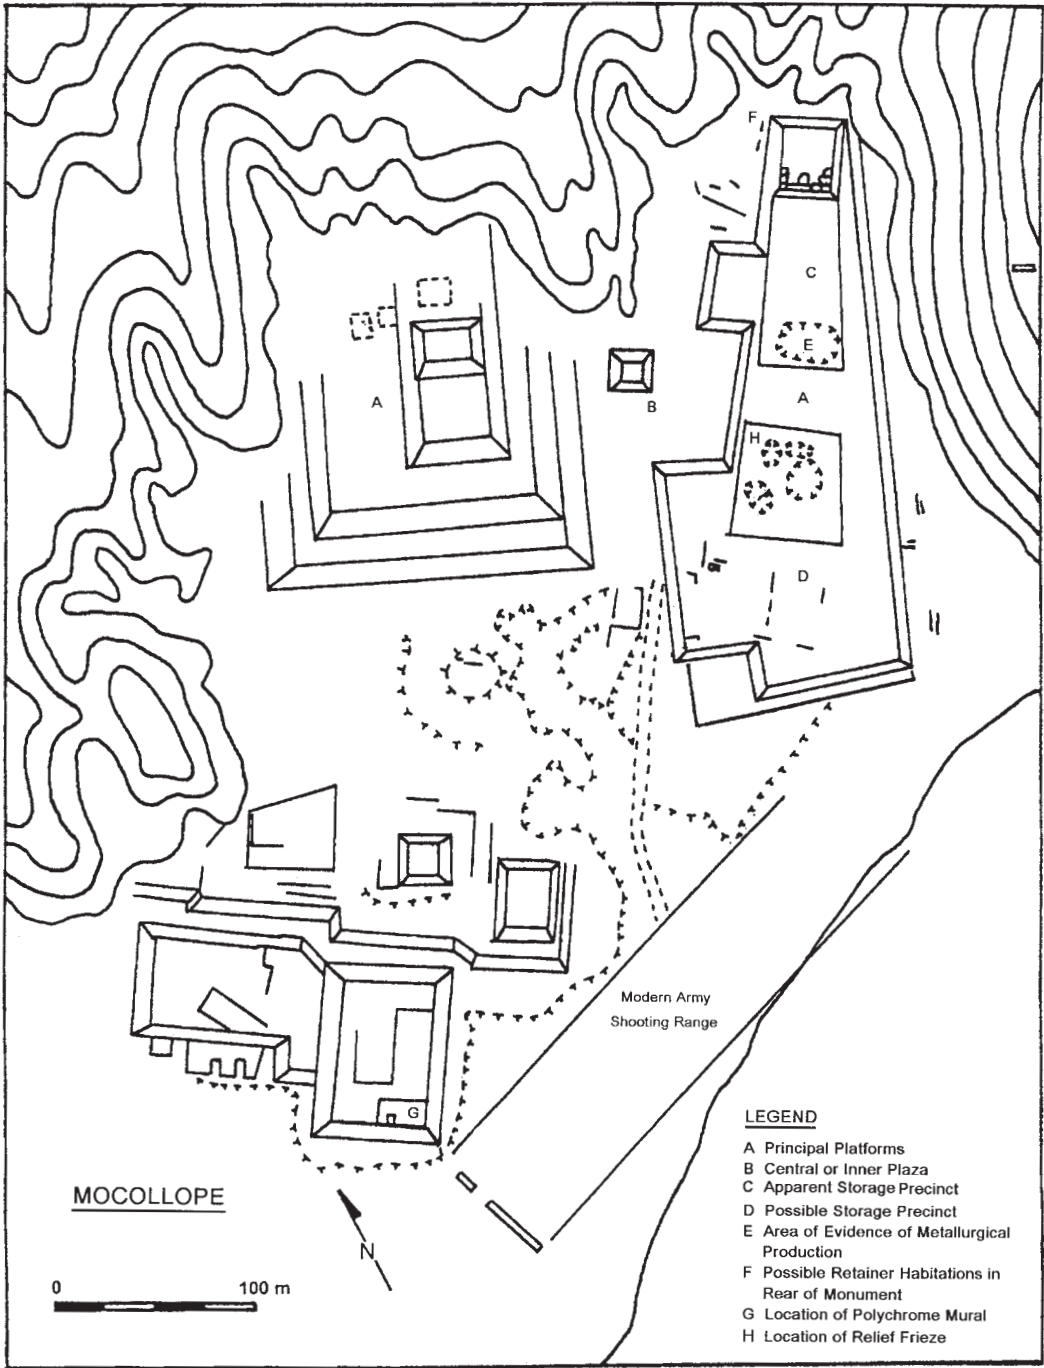 F
C
E
A
A
B
H
D
Modern Army
Shooting Range
G
MOCOLLOPE
N
0 100 m
LEGEND
A Principal Platforms
B Central or Inner Plaza
C Apparent Storage Precinct
D Possible Storage Precinct
E Area of Evidence of Metallurgical
Production
F Possible Retainer Habitations in
Rear of Monument
G Location of Polychrome Mural
H Location of Relief Frieze